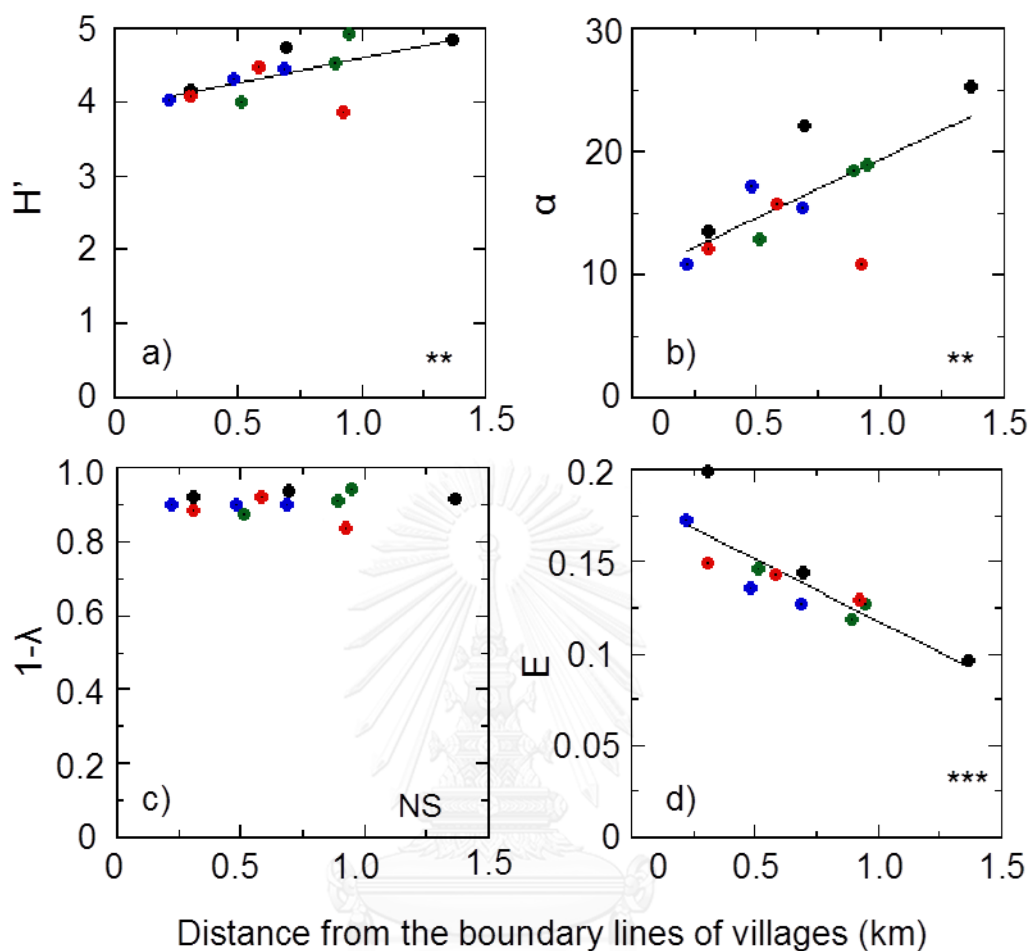 5
4
3
2
1
0
H'
a)
**
0 0.5 1.0 1.5
30
20
10
0
α
b)
**
0 0.5 1.0 1.5
1.0
0.8
0.6
0.4
0.2
0
1-λ
c)
NS
0 0.5 1.0 1.5
0.2
0.15
0.1
0.05
0
E
d)
***
0 0.5 1.0 1.5
Distance from the boundary lines of villages (km)